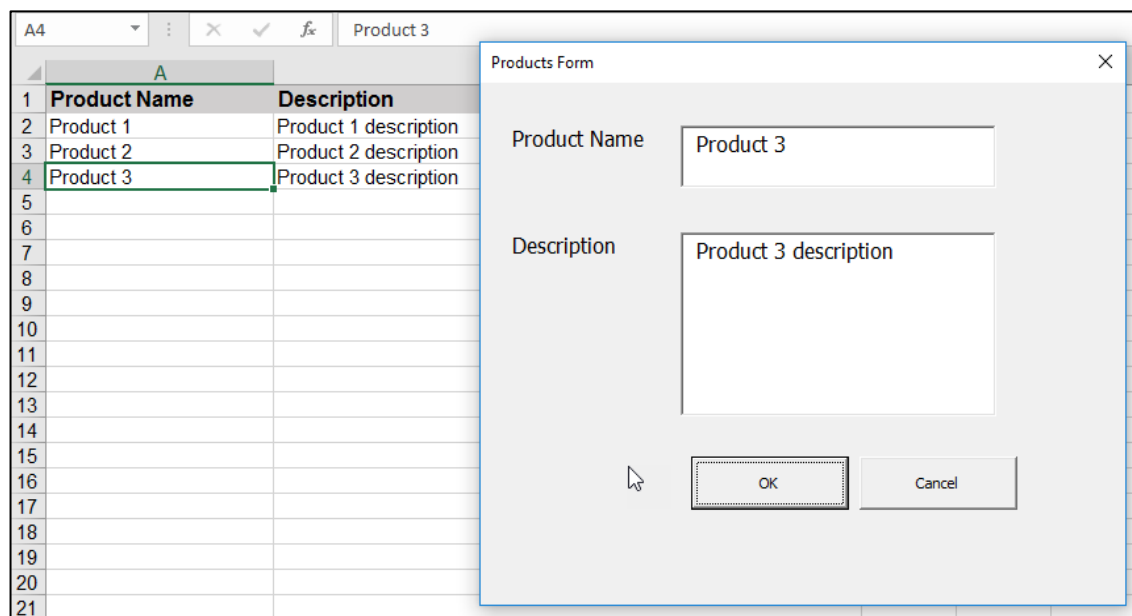 A4 fx Product 3
Products Form
A
1 Product Name Description
2 Product 1 Product 1 description
3 Product 2 Product 2 description
4 Product 3 Product 3 description
5
6
7
8
9
10
11
12
13
14
15
16
17
18
19
20
21
Product Name Product 3
Description Product 3 description
OK Cancel